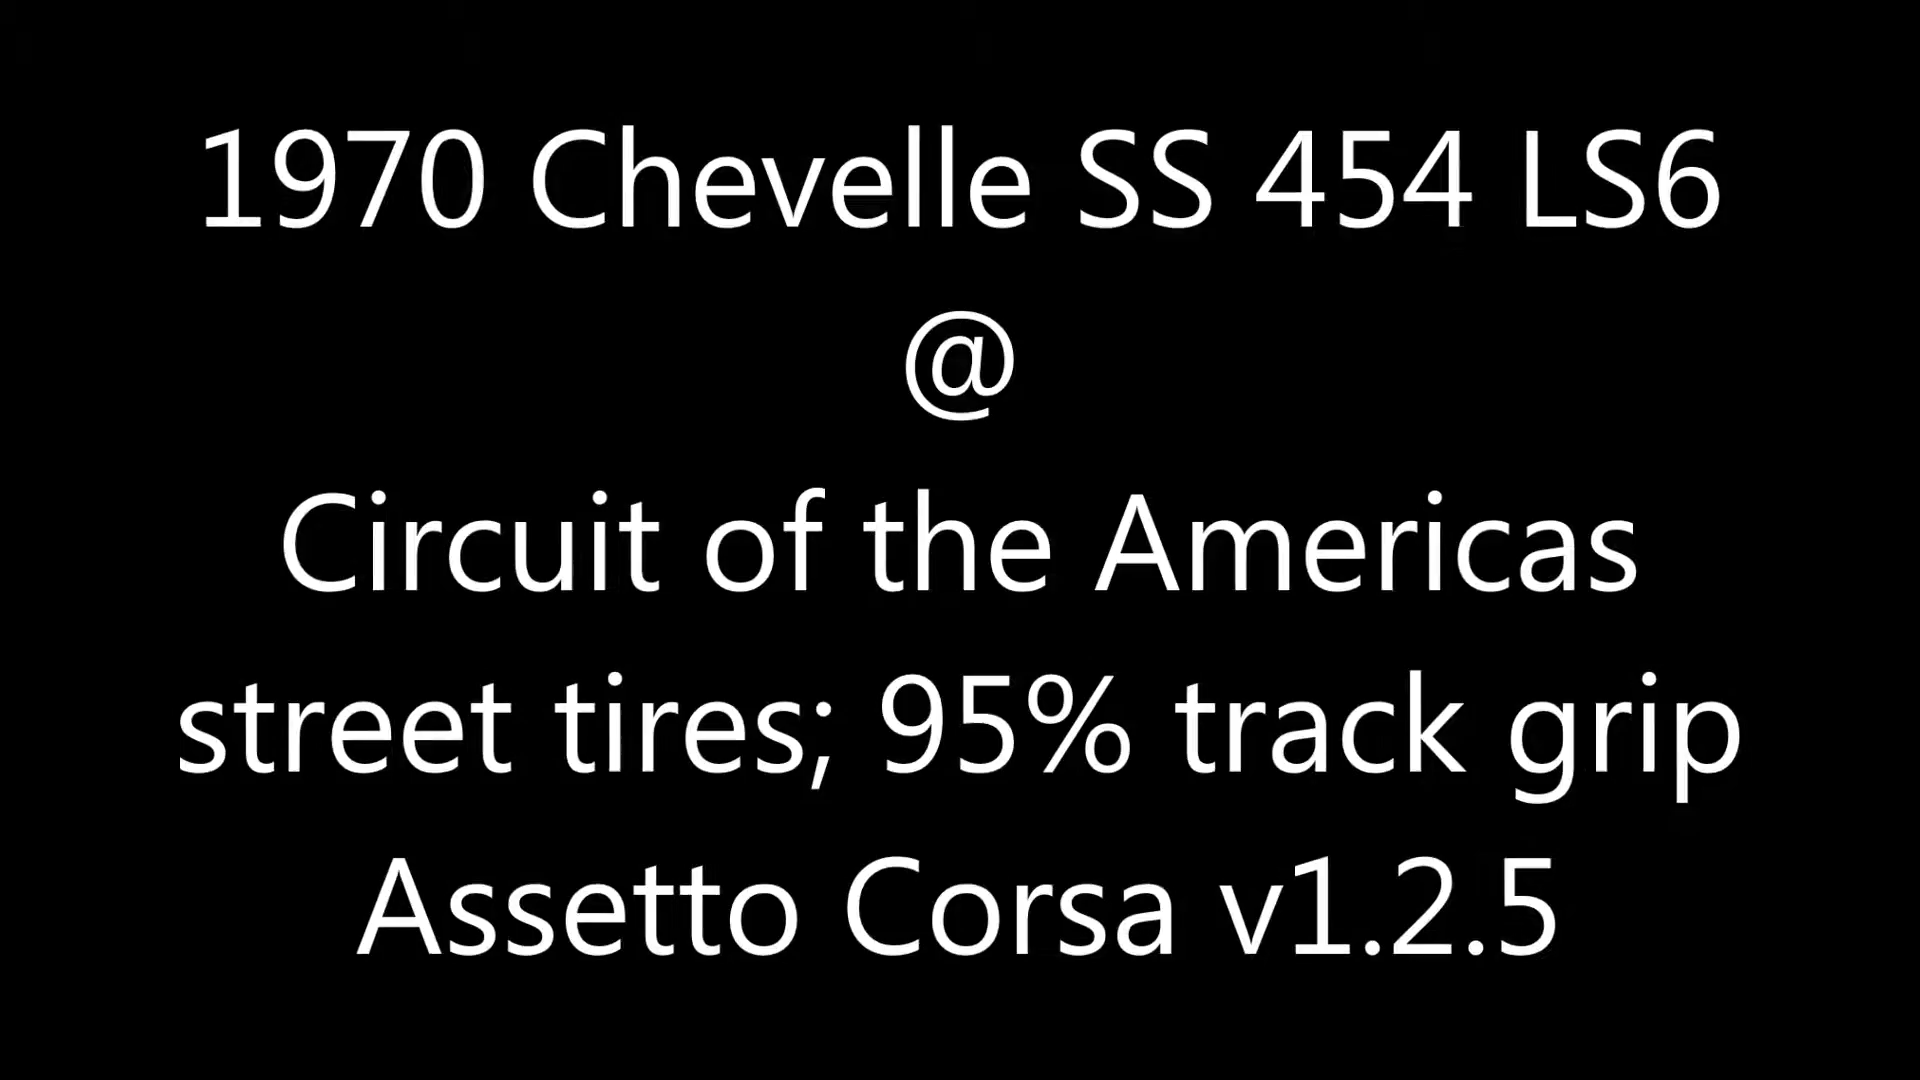 1970 Chevelle SS 454 LS6
@
Circuit of the Americas
street tires; 95% track grip
Assetto Corsa v1.2.5